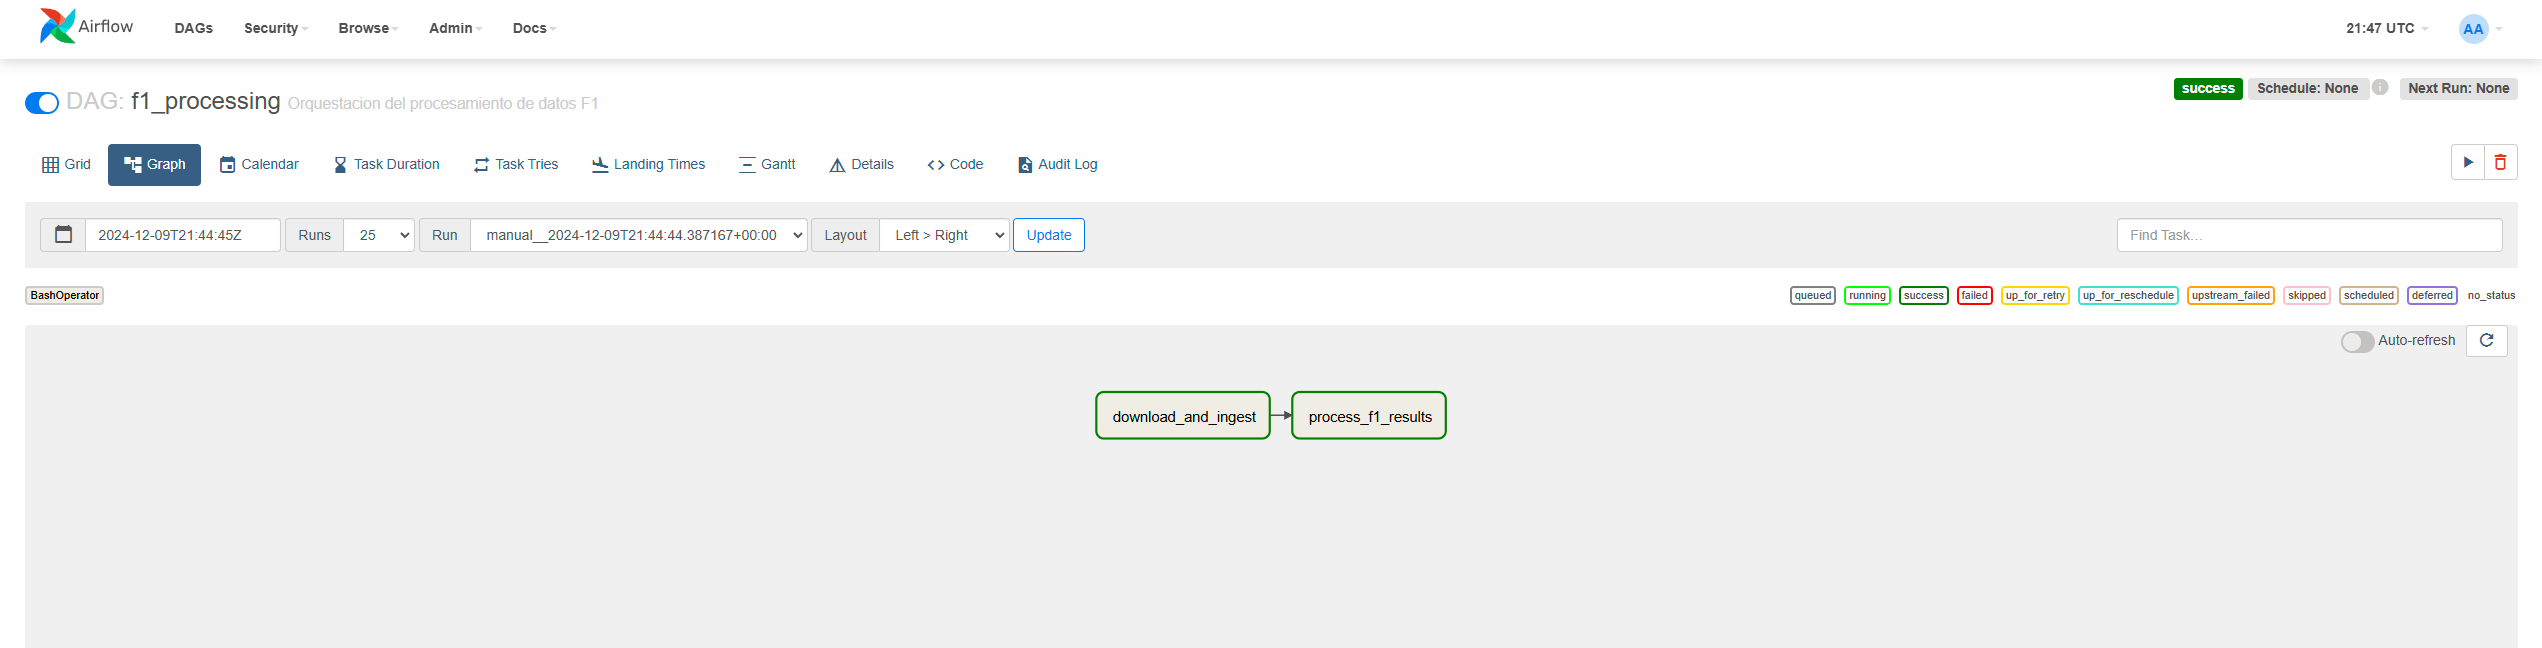 Airflow DAGs Security Browse Admin Docs 21:47 UTC AA
DAG: f1_processing Orquestacion del procesamiento de datos F1 success Schedule: None i Next Run: None
Grid Graph Calendar Task Duration Task Tries Landing Times Gantt Details Code Audit Log
2024-12-09T21:44:45Z Runs 25 Run manual__2024-12-09T21:44:44.387167+00:00 Layout Left > Right Update Find Task...
BashOperator queued running success failed up_for_retry up_for_reschedule upstream_failed skipped scheduled deferred no_status
Auto-refresh
download_and_ingest process_f1_results